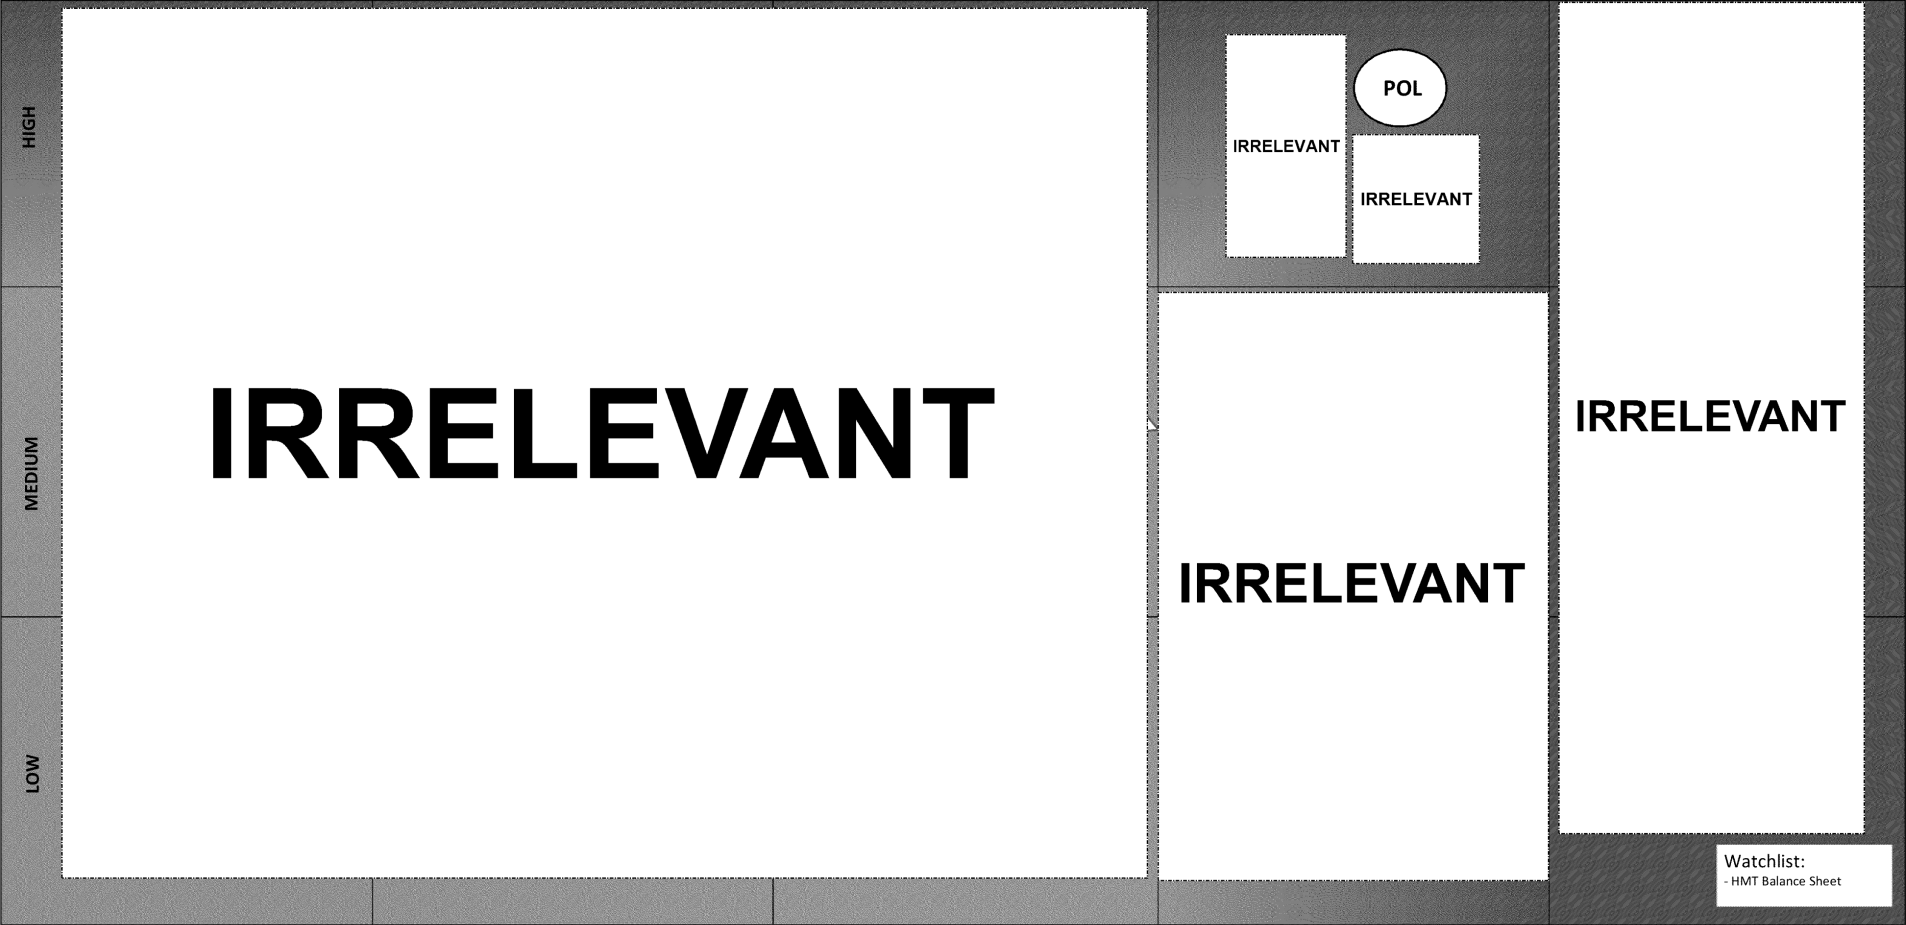 HIGH
MEDIUM
LOW
IRRELEVANT
IRRELEVANT
POL
IRRELEVANT
IRRELEVANT
IRRELEVANT
Watchlist:
- HMT Balance Sheet